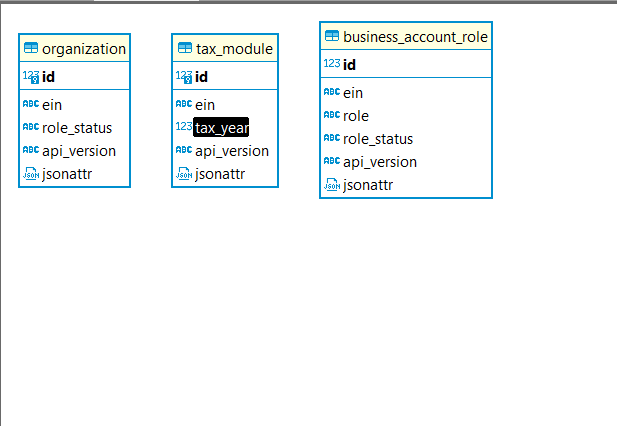 organization
123 id
ABC ein
ABC role_status
ABC api_version
JSON jsonattr
tax_module
123 id
ABC ein
123 tax_year
ABC api_version
JSON jsonattr
business_account_role
123 id
ABC ein
ABC role
ABC role_status
ABC api_version
JSON jsonattr